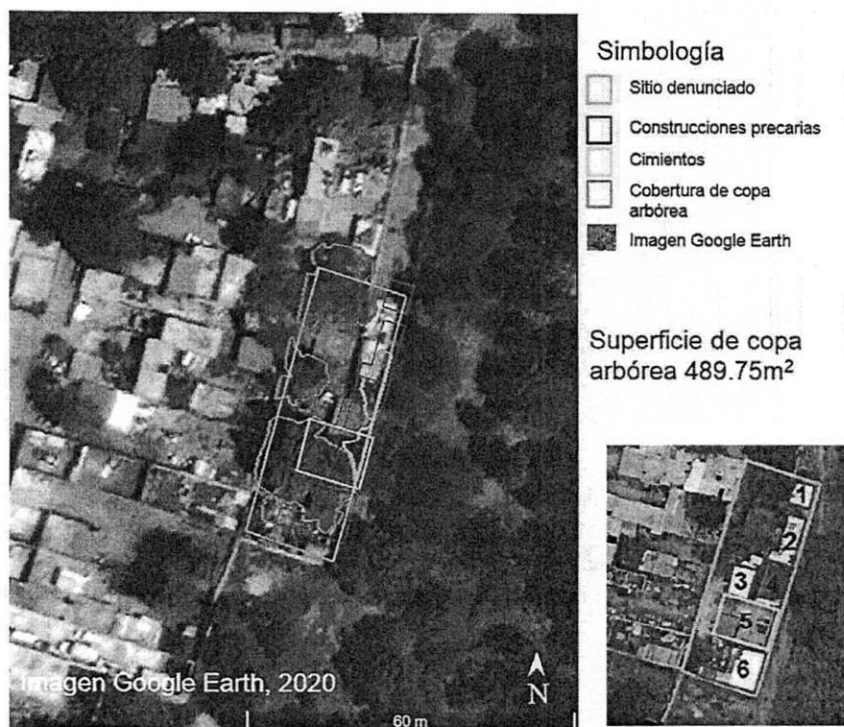 Simbología
Sitio denunciado
Construcciones precarias
Cimientos
Cobertura de copa
arbórea
Imagen Google Earth
Superficie de copa
arbórea 489.75m²
1
2
3
5
6
Imagen Google Earth, 2020
N
60 m